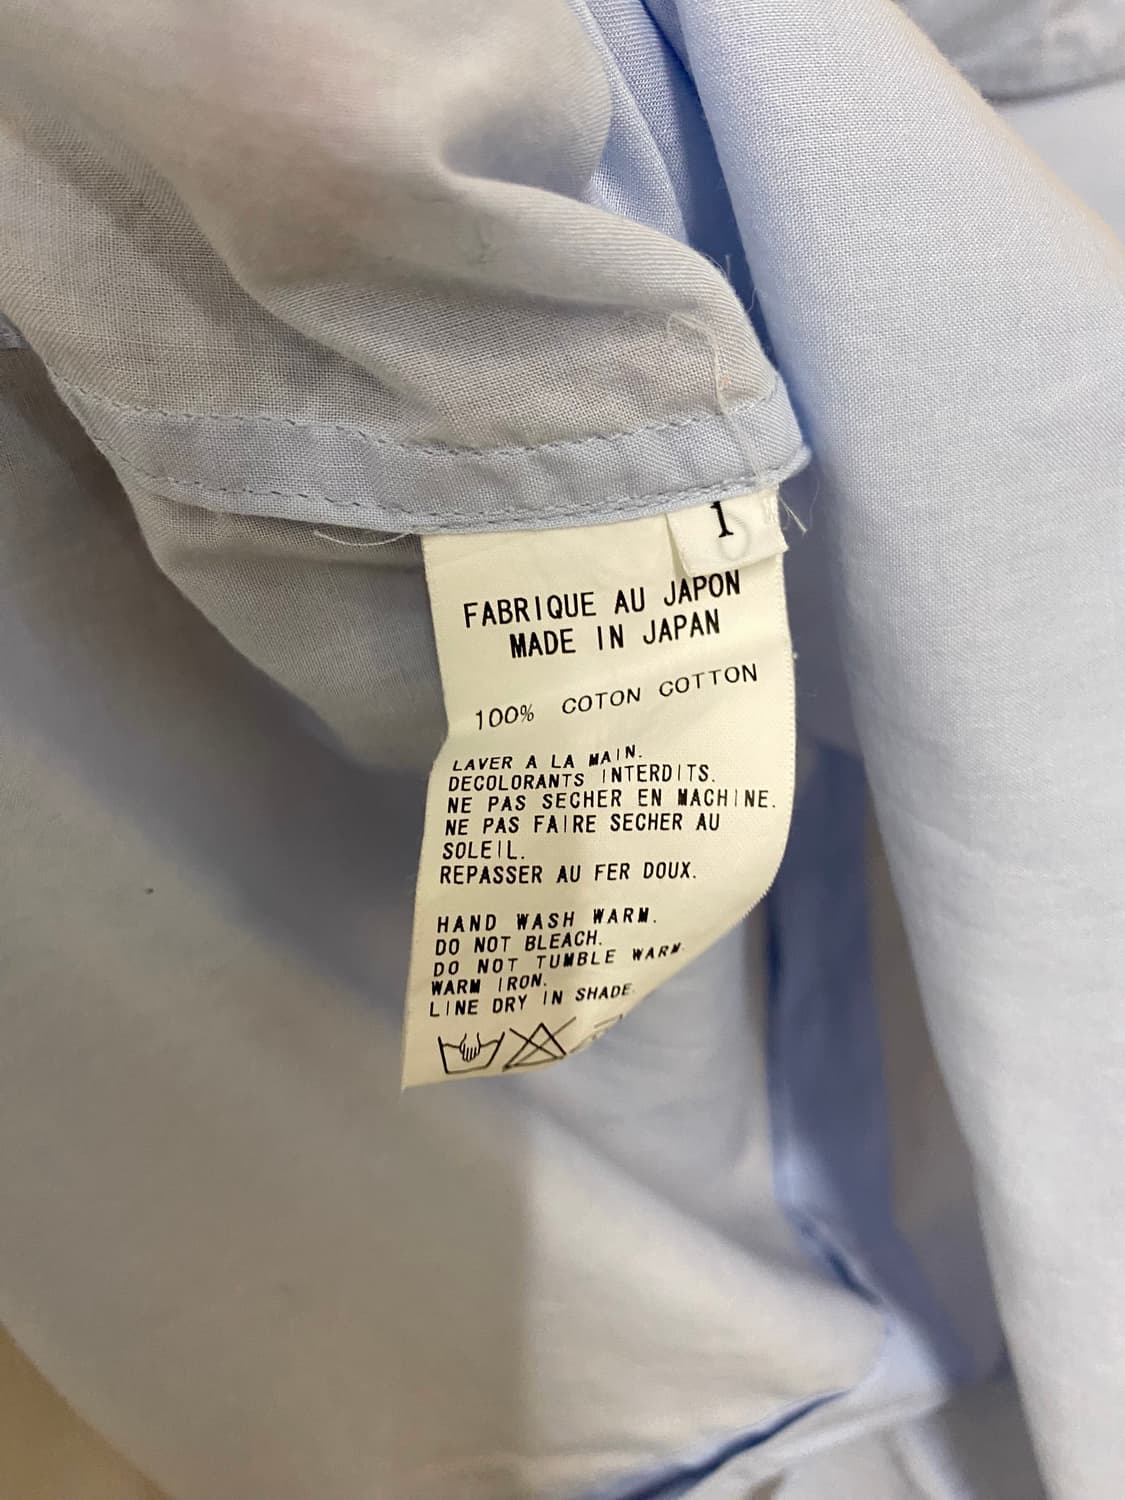 1
FABRIQUE AU JAPON
MADE IN JAPAN
100% COTON COTTON
LAVER A LA MAIN.
DECOLORANTS INTERDITS.
NE PAS SECHER EN MACHINE.
NE PAS FAIRE SECHER AU
SOLEIL.
REPASSER AU FER DOUX.
HAND WASH WARM.
DO NOT BLEACH.
DO NOT TUMBLE WARM.
WARM IRON.
LINE DRY IN SHADE.